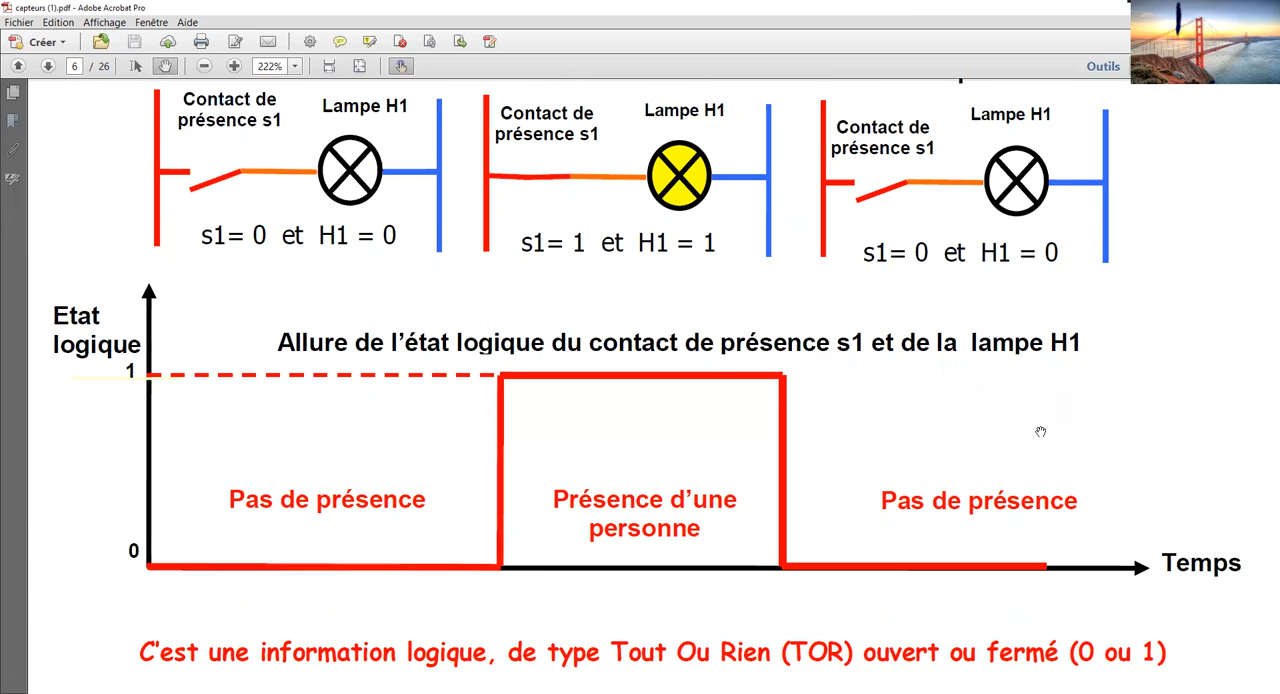 capteurs (1).pdf - Adobe Acrobat Pro
Fichier Edition Affichage Fenêtre Aide
Créer
6 / 26 222% Outils
Contact de
présence s1
Lampe H1
s1= 0 et H1 = 0
Contact de
présence s1
Lampe H1
s1= 1 et H1 = 1
Contact de
présence s1
Lampe H1
s1= 0 et H1 = 0
Etat
logique
Allure de l’état logique du contact de présence s1 et de la lampe H1
1
Pas de présence
Présence d’une
personne
Pas de présence
0
Temps
C’est une information logique, de type Tout Ou Rien (TOR) ouvert ou fermé (0 ou 1)